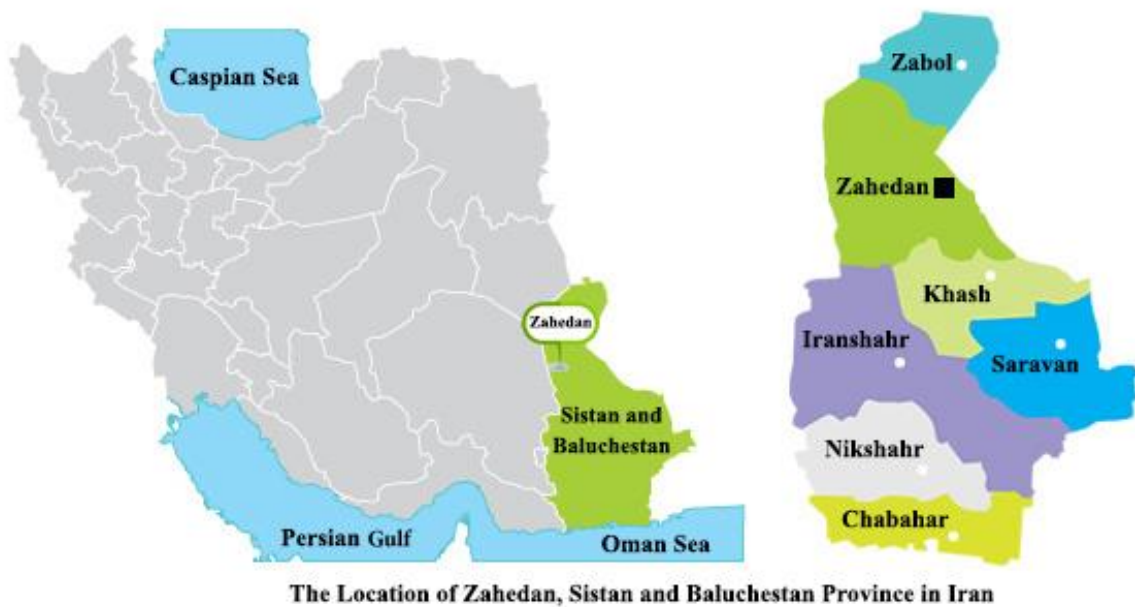 Caspian Sea
Zahedan
Sistan and
Baluchestan
Persian Gulf
Oman Sea
Zabol
Zahedan
Khash
Iranshahr
Saravan
Nikshahr
Chabahar
The Location of Zahedan, Sistan and Baluchestan Province in Iran